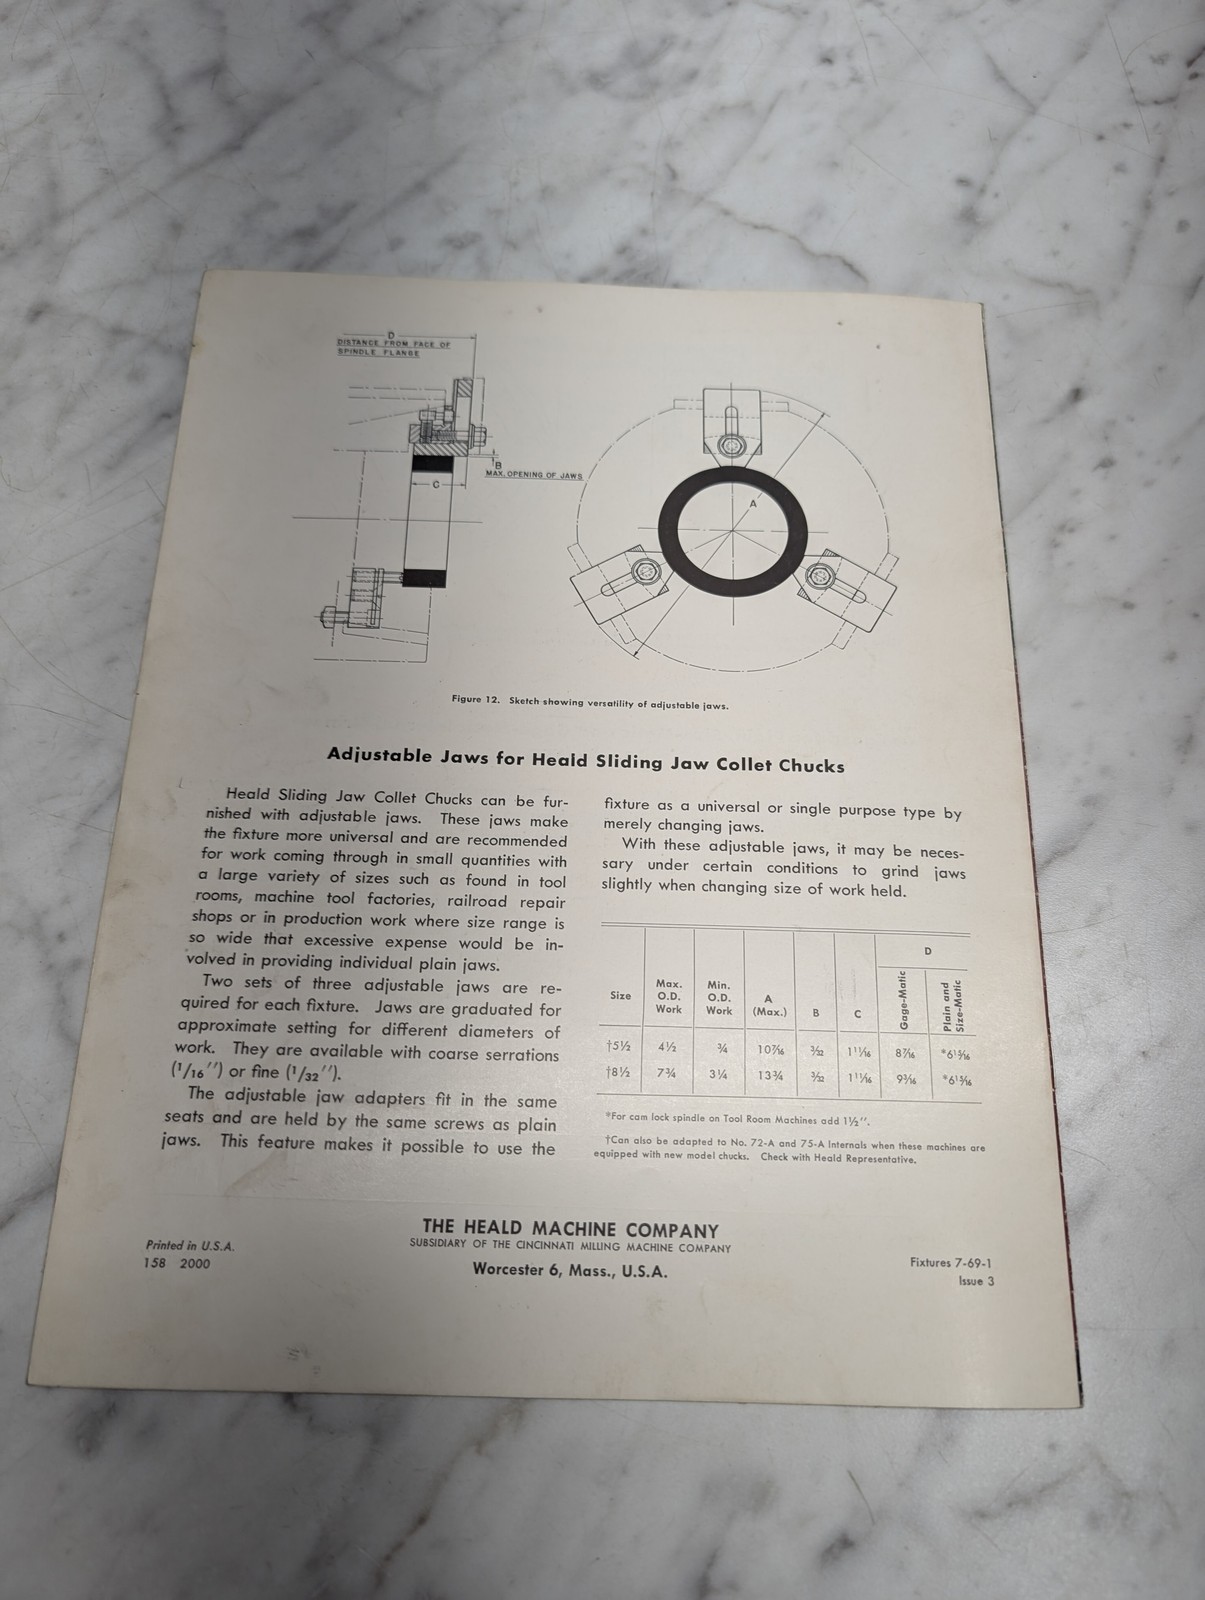 D
DISTANCE FROM FACE OF
SPINDLE FLANGE
B
MAX. OPENING OF JAWS
C
A
Figure 12. Sketch showing versatility of adjustable jaws.
Adjustable Jaws for Heald Sliding Jaw Collet Chucks
Heald Sliding Jaw Collet Chucks can be fur-
nished with adjustable jaws. These jaws make
the fixture more universal and are recommended
for work coming through in small quantities with
a large variety of sizes such as found in tool
rooms, machine tool factories, railroad repair
shops or in production work where size range is
so wide that excessive expense would be in-
volved in providing individual plain jaws.
Two sets of three adjustable jaws are re-
quired for each fixture. Jaws are graduated for
approximate setting for different diameters of
work. They are available with coarse serrations
(1/16'') or fine (1/32'').
The adjustable jaw adapters fit in the same
seats and are held by the same screws as plain
jaws. This feature makes it possible to use the
fixture as a universal or single purpose type by
merely changing jaws.
With these adjustable jaws, it may be neces-
sary under certain conditions to grind jaws
slightly when changing size of work held.
D
Size
Max.
O.D.
Work
Min.
O.D.
Work
A
(Max.)
B
C
Gage-Matic
Plain and
Size-Matic
†5½ 4½ ¾ 10 7/16 3/32 1 11/16 8 7/16 *6 15/16
†8½ 7¾ 3¼ 13¾ 3/32 1 11/16 9 3/16 *6 15/16
*For cam lock spindle on Tool Room Machines add 1½''.
†Can also be adapted to No. 72-A and 75-A Internals when these machines are
equipped with new model chucks. Check with Heald Representative.
THE HEALD MACHINE COMPANY
SUBSIDIARY OF THE CINCINNATI MILLING MACHINE COMPANY
Worcester 6, Mass., U.S.A.
Printed in U.S.A.
158 2000
Fixtures 7-69-1
Issue 3